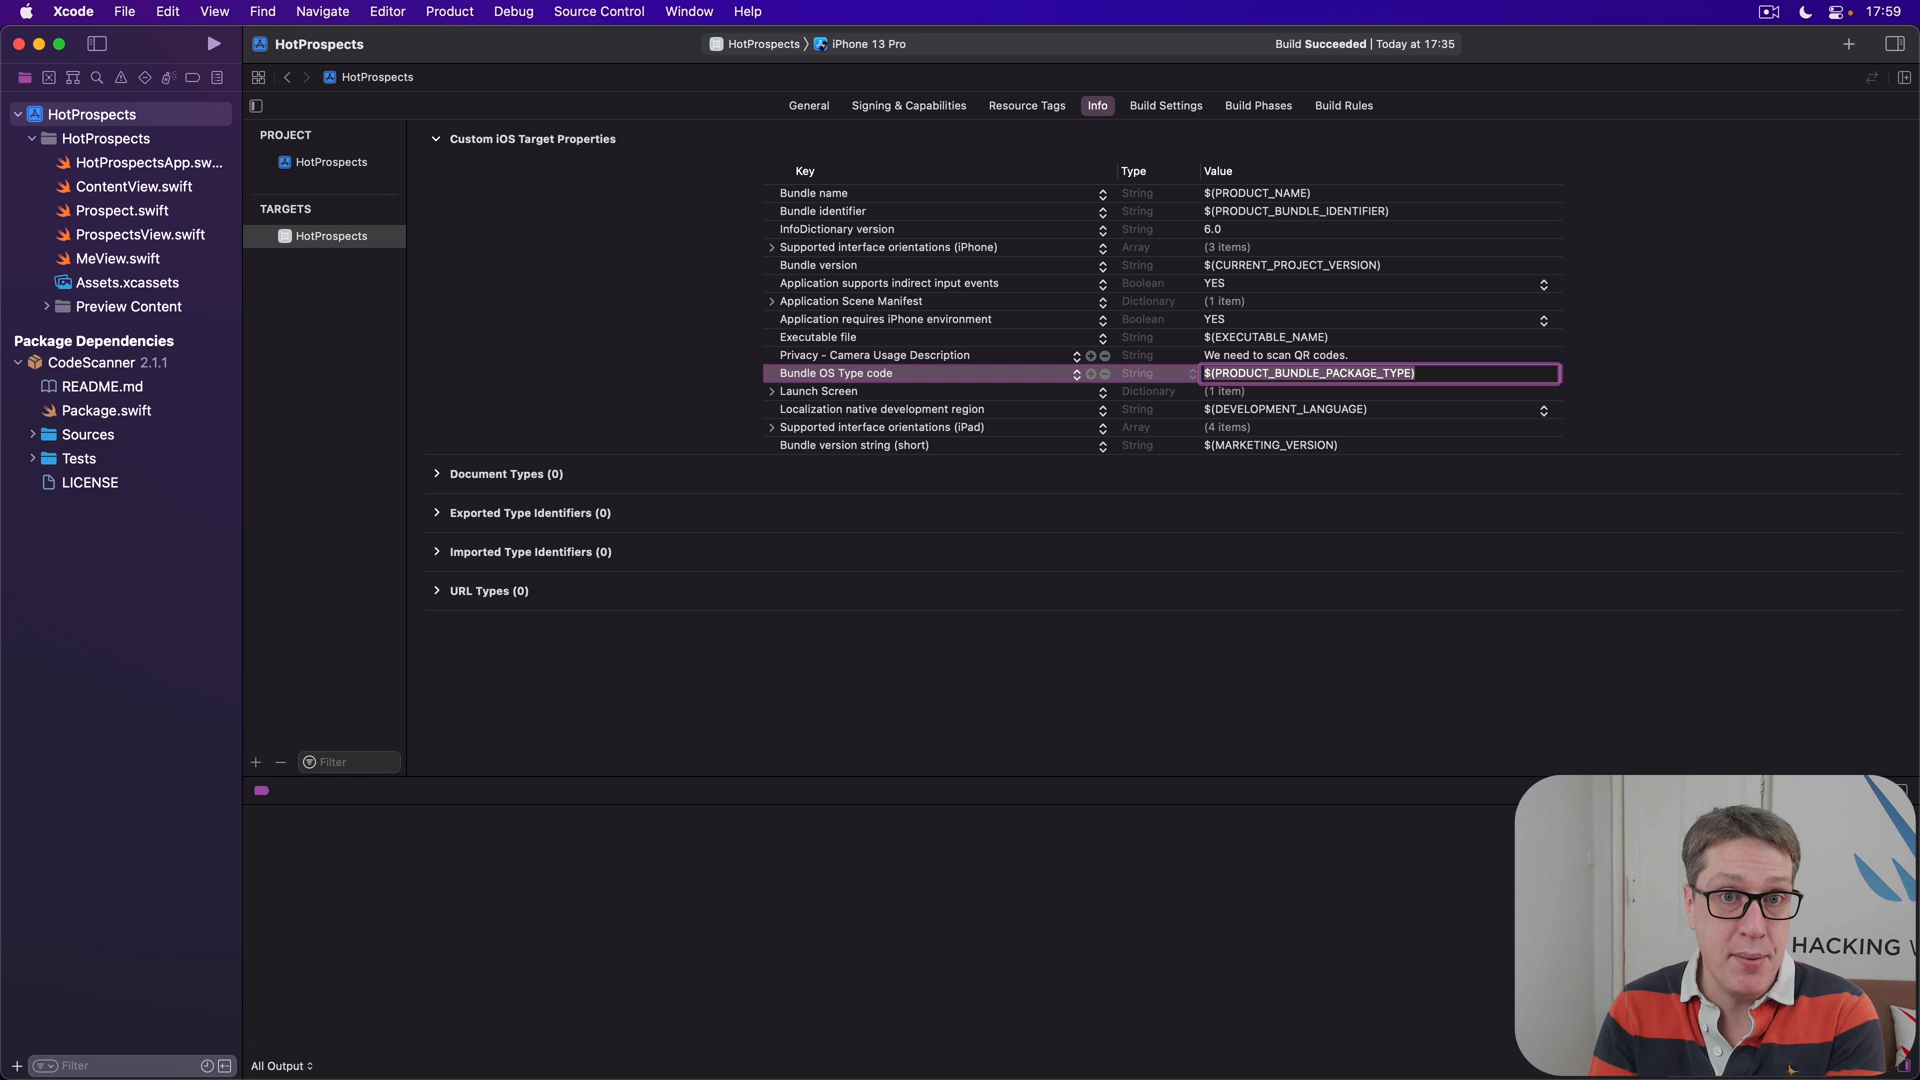 Xcode File Edit View Find Navigate Editor Product Debug Source Control Window Help 17:59
HotProspects HotProspects iPhone 13 Pro Build Succeeded | Today at 17:35
HotProspects
General Signing & Capabilities Resource Tags Info Build Settings Build Phases Build Rules
HotProspects
HotProspects
HotProspectsApp.sw...
ContentView.swift
Prospect.swift
ProspectsView.swift
MeView.swift
Assets.xcassets
Preview Content
Package Dependencies
CodeScanner 2.1.1
README.md
Package.swift
Sources
Tests
LICENSE
Filter
PROJECT
HotProspects
TARGETS
HotProspects
Filter
Custom iOS Target Properties
Key Type Value
Bundle name String $(PRODUCT_NAME)
Bundle identifier String $(PRODUCT_BUNDLE_IDENTIFIER)
InfoDictionary version String 6.0
Supported interface orientations (iPhone) Array (3 items)
Bundle version String $(CURRENT_PROJECT_VERSION)
Application supports indirect input events Boolean YES
Application Scene Manifest Dictionary (1 item)
Application requires iPhone environment Boolean YES
Executable file String $(EXECUTABLE_NAME)
Privacy - Camera Usage Description String We need to scan QR codes.
Bundle OS Type code String $(PRODUCT_BUNDLE_PACKAGE_TYPE)
Launch Screen Dictionary (1 item)
Localization native development region String $(DEVELOPMENT_LANGUAGE)
Supported interface orientations (iPad) Array (4 items)
Bundle version string (short) String $(MARKETING_VERSION)
Document Types (0)
Exported Type Identifiers (0)
Imported Type Identifiers (0)
URL Types (0)
All Output
HACKING W